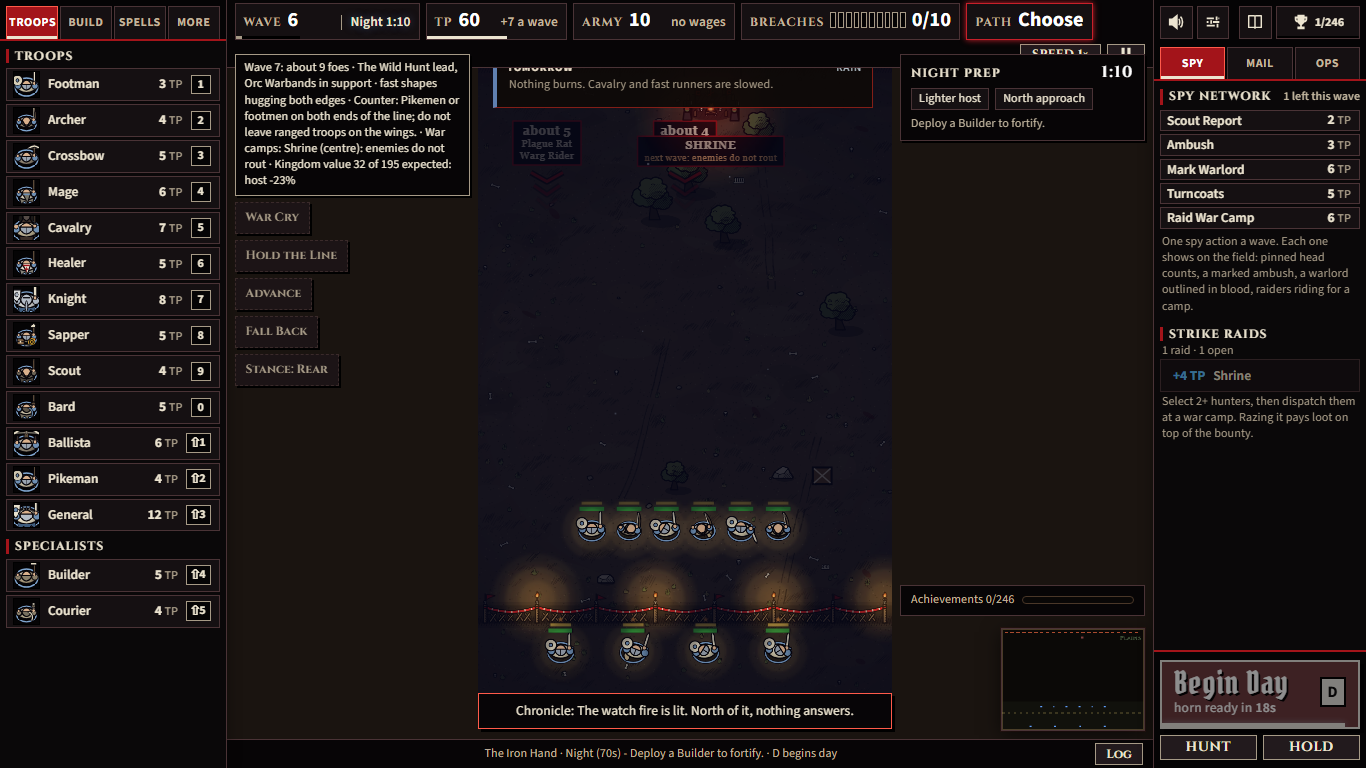 TROOPS
BUILD
SPELLS
MORE
WAVE 6
Night 1:10
TP 60
+7 a wave
ARMY 10
no wages
BREACHES
0/10
PATH Choose
1/246
TROOPS
Footman 3 TP 1
Archer 4 TP 2
Crossbow 5 TP 3
Mage 6 TP 4
Cavalry 7 TP 5
Healer 5 TP 6
Knight 8 TP 7
Sapper 5 TP 8
Scout 4 TP 9
Bard 5 TP 0
Ballista 6 TP ⇧1
Pikeman 4 TP ⇧2
General 12 TP ⇧3
SPECIALISTS
Builder 5 TP ⇧4
Courier 4 TP ⇧5
Wave 7: about 9 foes · The Wild Hunt lead,
Orc Warbands in support · fast shapes
hugging both edges · Counter: Pikemen or
footmen on both ends of the line; do not
leave ranged troops on the wings. · War
camps: Shrine (centre): enemies do not
rout · Kingdom value 32 of 195 expected:
host -23%
WAR CRY
HOLD THE LINE
ADVANCE
FALL BACK
STANCE: REAR
SPEED 1x
TOMORROW
RAIN
Nothing burns. Cavalry and fast runners are slowed.
about 5
Plague Rat
Warg Rider
about 4
SHRINE
next wave: enemies do not rout
NIGHT PREP 1:10
Lighter host
North approach
Deploy a Builder to fortify.
Achievements 0/246
PLAINS
Chronicle: The watch fire is lit. North of it, nothing answers.
The Iron Hand · Night (70s) - Deploy a Builder to fortify. · D begins day
LOG
SPY
MAIL
OPS
SPY NETWORK
1 left this wave
Scout Report 2 TP
Ambush 3 TP
Mark Warlord 6 TP
Turncoats 5 TP
Raid War Camp 6 TP
One spy action a wave. Each one
shows on the field: pinned head
counts, a marked ambush, a warlord
outlined in blood, raiders riding for a
camp.
STRIKE RAIDS
1 raid · 1 open
+4 TP Shrine
Select 2+ hunters, then dispatch them
at a war camp. Razing it pays loot on
top of the bounty.
Begin Day
D
horn ready in 18s
HUNT
HOLD